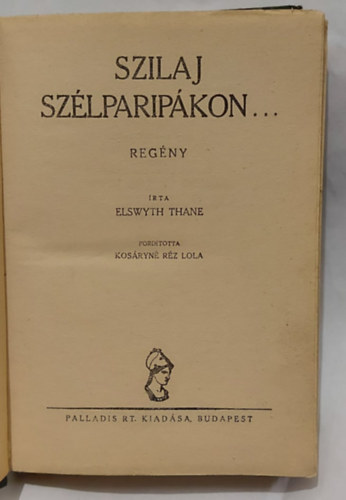 SZILAJ
SZÉLPARIPÁKON...
REGÉNY
ÍRTA
ELSWYTH THANE
FORDÍTOTTA
KOSÁRYNÉ RÉZ LOLA
PALLADIS RT. KIADÁSA, BUDAPEST